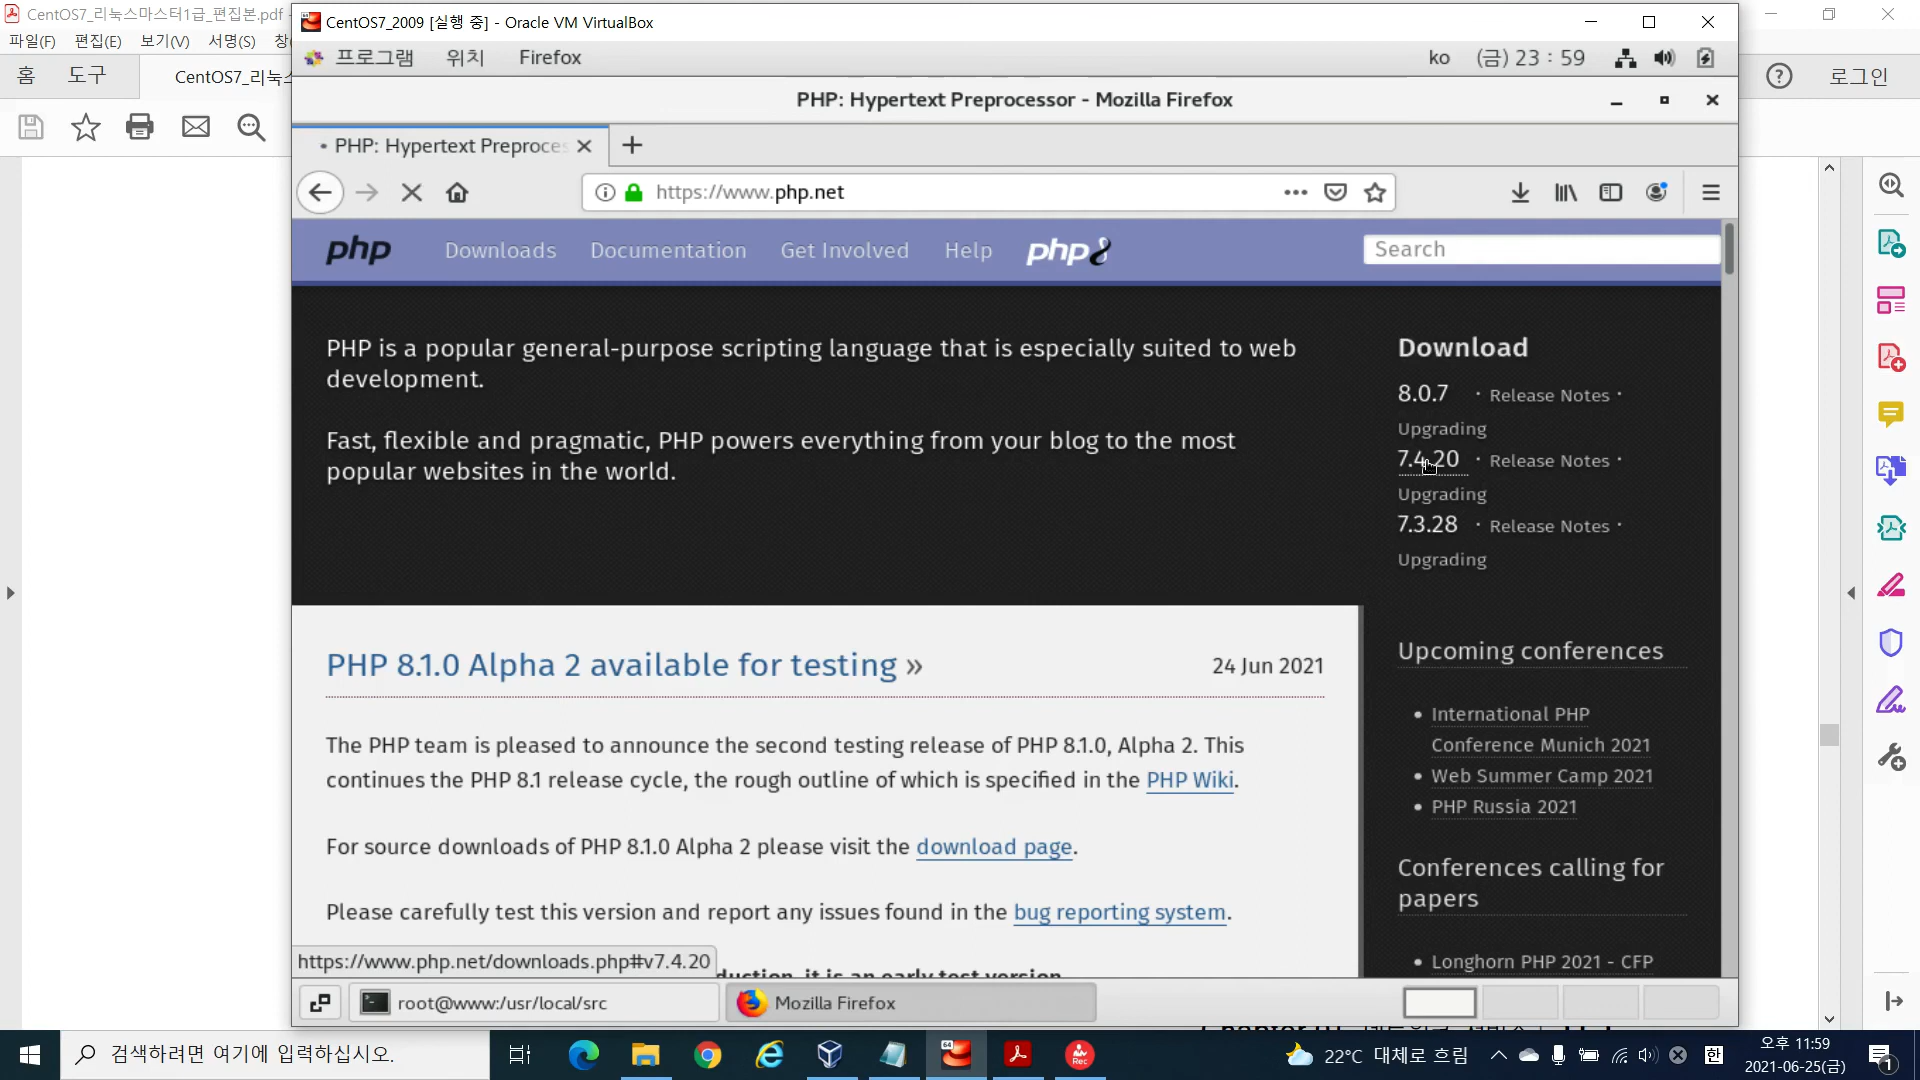 CentOS7_리눅스마스터1급_편집본.pdf -
파일(F) 편집(E) 보기(V) 서명(S) 창
홈 도구 CentOS7_리눅스
로그인
CentOS7_2009 [실행 중] - Oracle VM VirtualBox
프로그램 위치 Firefox ko (금) 23 : 59
PHP: Hypertext Preprocessor - Mozilla Firefox
PHP: Hypertext Preproces
https://www.php.net
php Downloads Documentation Get Involved Help php8 Search
PHP is a popular general-purpose scripting language that is especially suited to web
development.
Fast, flexible and pragmatic, PHP powers everything from your blog to the most
popular websites in the world.
Download
8.0.7 · Release Notes ·
Upgrading
7.4.20 · Release Notes ·
Upgrading
7.3.28 · Release Notes ·
Upgrading
PHP 8.1.0 Alpha 2 available for testing » 24 Jun 2021
The PHP team is pleased to announce the second testing release of PHP 8.1.0, Alpha 2. This
continues the PHP 8.1 release cycle, the rough outline of which is specified in the PHP Wiki.
For source downloads of PHP 8.1.0 Alpha 2 please visit the download page.
Please carefully test this version and report any issues found in the bug reporting system.
duction, it is an early test version.
Upcoming conferences
• International PHP
Conference Munich 2021
• Web Summer Camp 2021
• PHP Russia 2021
Conferences calling for
papers
• Longhorn PHP 2021 - CFP
https://www.php.net/downloads.php#v7.4.20
root@www:/usr/local/src Mozilla Firefox
검색하려면 여기에 입력하십시오.
64
Rec
22°C 대체로 흐림
한
오후 11:59
2021-06-25(금)
1